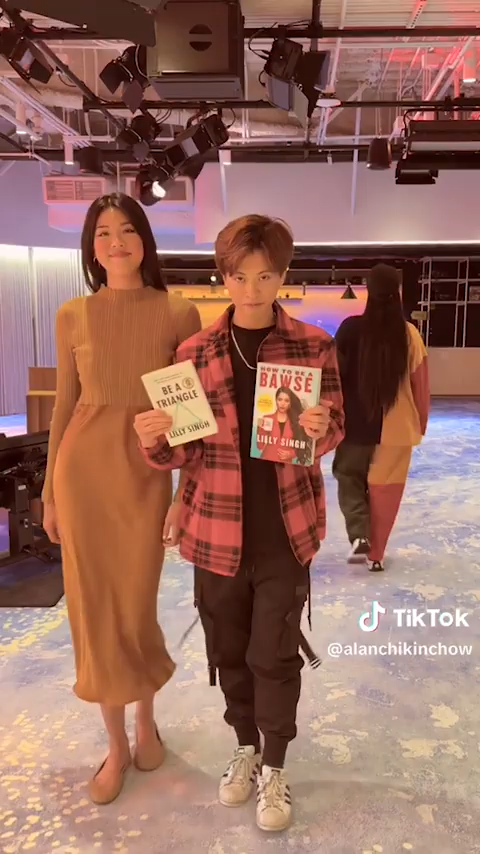 BE A
TRIANGLE
LILLY SINGH
HOW TO BE A
BAWSE
LILLY SINGH
TikTok
@alanchikinchow